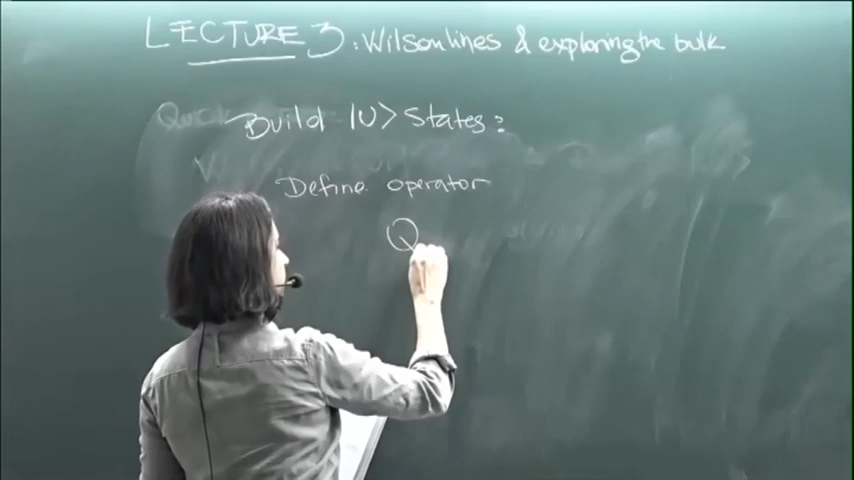 LECTURE 3: Wilson lines & exploring the bulk
Build |U> States:
Define operator
Q